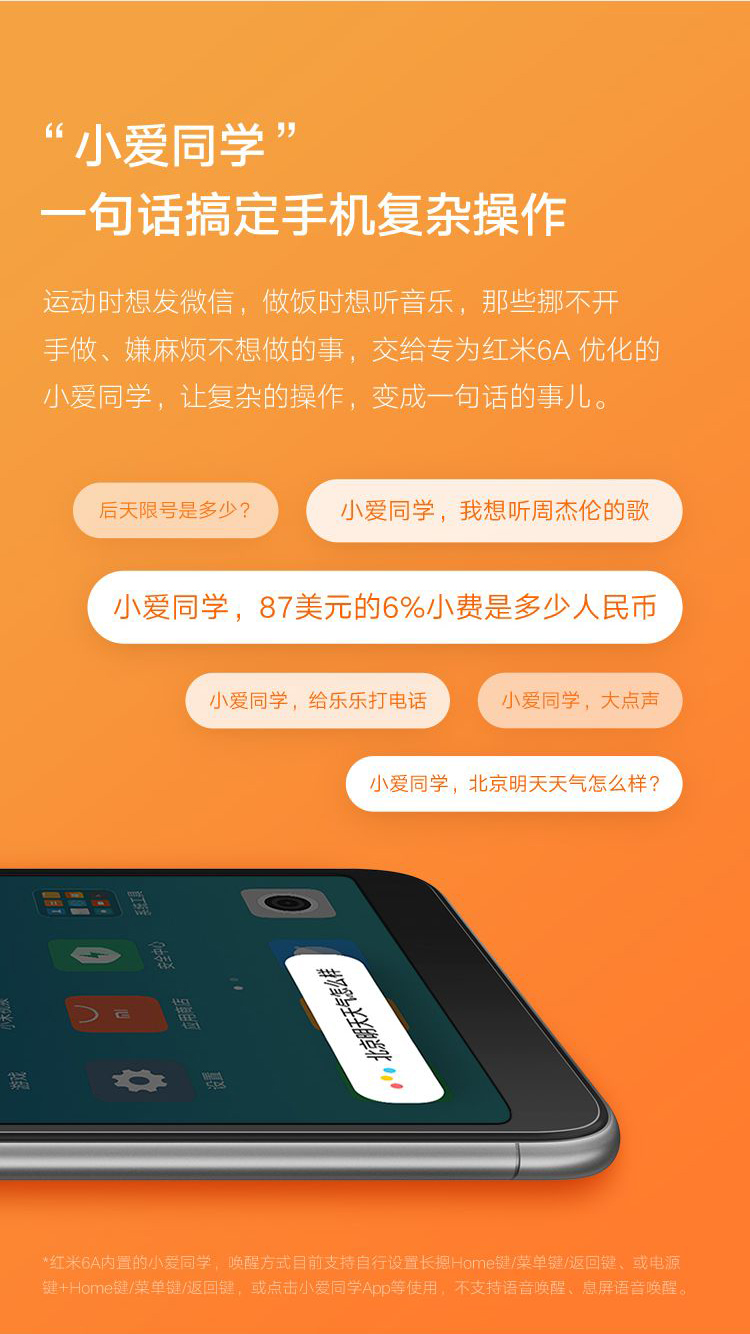 “小爱同学”
一句话搞定手机复杂操作
运动时想发微信，做饭时想听音乐，那些挪不开
手做、嫌麻烦不想做的事，交给专为红米6A 优化的
小爱同学，让复杂的操作，变成一句话的事儿。
后天限号是多少？
小爱同学，我想听周杰伦的歌
小爱同学，87美元的6%小费是多少人民币
小爱同学，给乐乐打电话
小爱同学，大点声
小爱同学，北京明天天气怎么样？
系统工具
安全中心
应用商店
设置
游戏
北京明天天气怎么样
*红米6A内置的小爱同学，唤醒方式目前支持自行设置长摁Home键/菜单键/返回键、或电源
键+Home键/菜单键/返回键，或点击小爱同学App等使用，不支持语音唤醒、息屏语音唤醒。